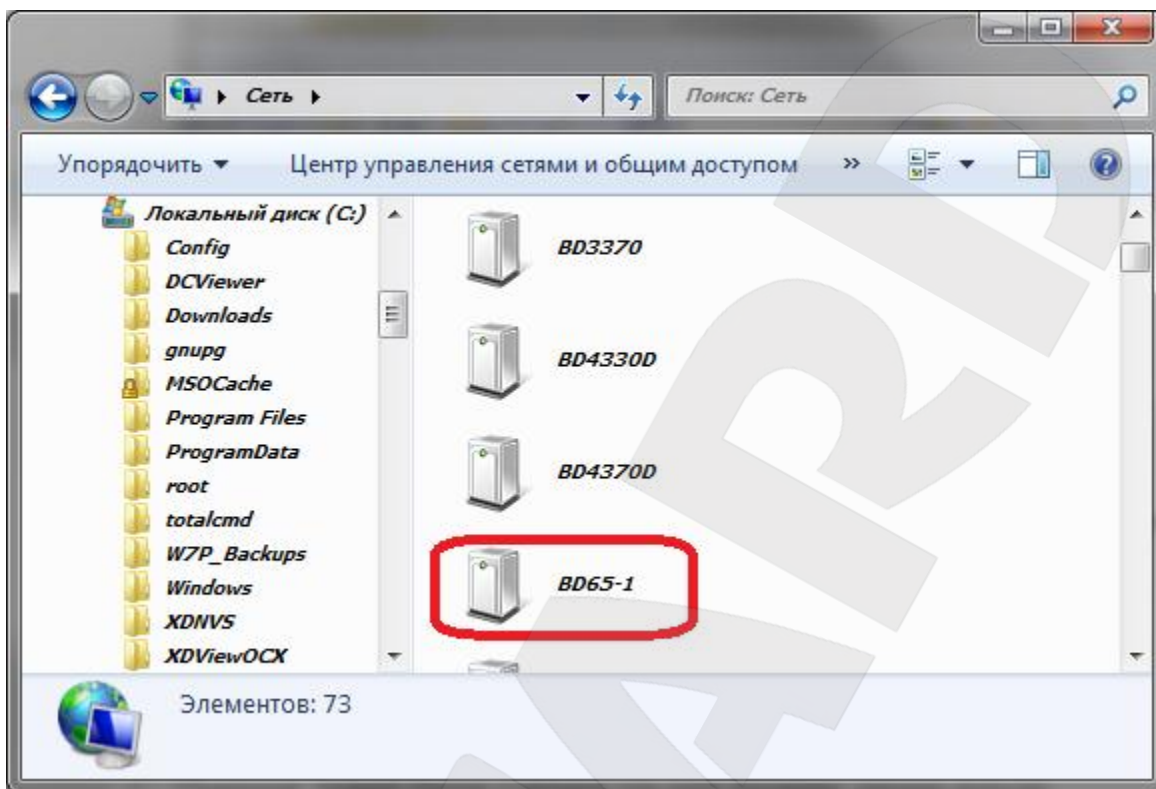 Сеть
Поиск: Сеть
Упорядочить
Центр управления сетями и общим доступом
»
Локальный диск (C:)
Config
DCViewer
Downloads
gnupg
MSOCache
Program Files
ProgramData
root
totalcmd
W7P_Backups
Windows
XDNVS
XDViewOCX
BD3370
BD4330D
BD4370D
BD65-1
Элементов: 73